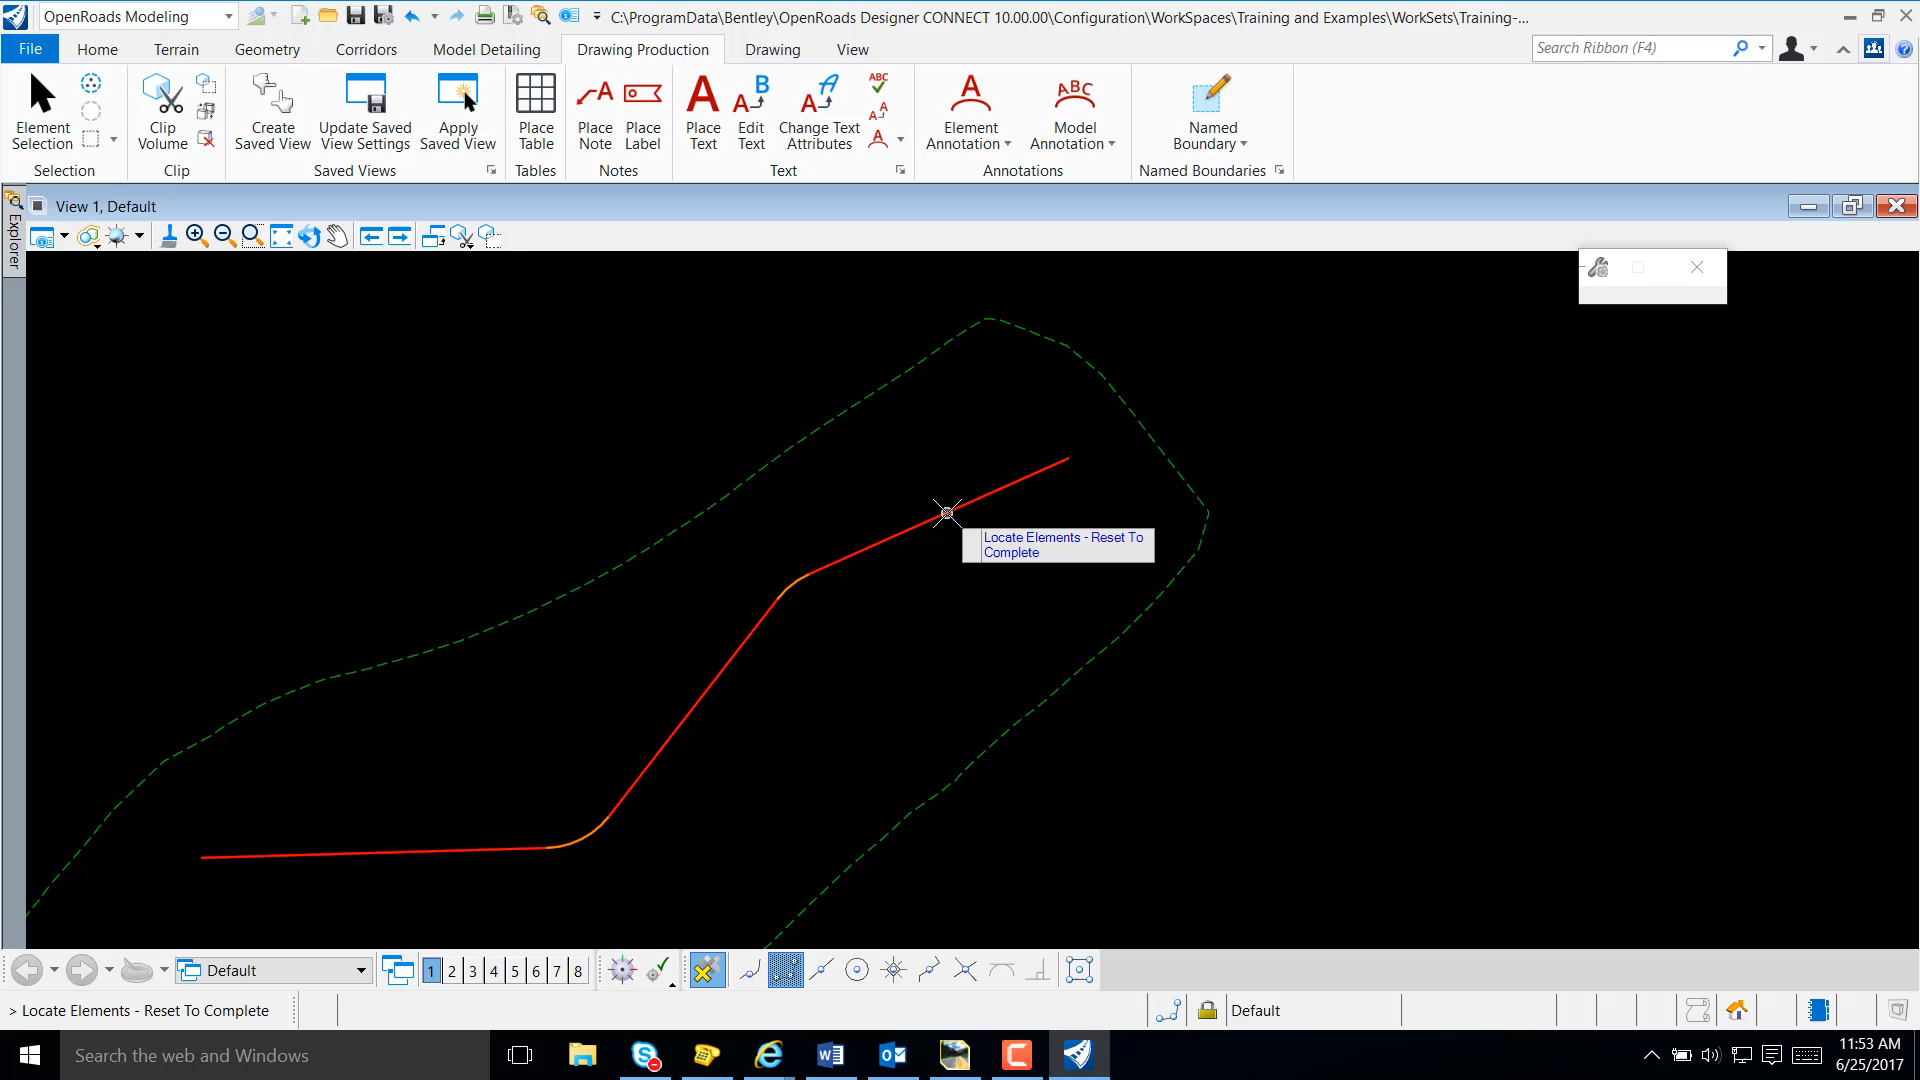 OpenRoads Modeling
C:\ProgramData\Bentley\OpenRoads Designer CONNECT 10.00.00\Configuration\WorkSpaces\Training and Examples\WorkSets\Training-...
File
Home
Terrain
Geometry
Corridors
Model Detailing
Drawing Production
Drawing
View
Search Ribbon (F4)
Element
Selection
Clip
Volume
Create
Saved View
Update Saved
View Settings
Apply
Saved View
Place
Table
Place
Note
Place
Label
Place
Text
Edit
Text
Change Text
Attributes
Element
Annotation
Model
Annotation
Named
Boundary
Selection
Clip
Saved Views
Tables
Notes
Text
Annotations
Named Boundaries
View 1, Default
Explorer
Locate Elements - Reset To
Complete
Default
1 2 3 4 5 6 7 8
> Locate Elements - Reset To Complete
Default
Search the web and Windows
11:53 AM
6/25/2017